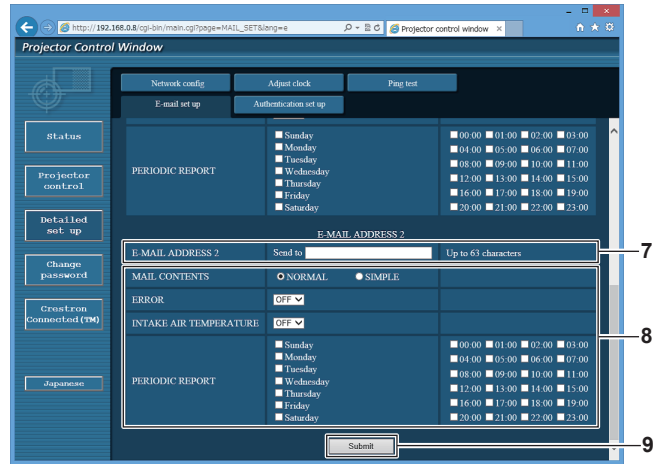 http://192.168.0.8/cgi-bin/main.cgi?page=MAIL_SET&lang=e
Projector control window
Projector Control Window
Network config Adjust clock Ping test
E-mail set up Authentication set up
Status
Projector
control
Detailed
set up
Change
password
Crestron
Connected(TM)
Japanese
PERIODIC REPORT
Sunday
Monday
Tuesday
Wednesday
Thursday
Friday
Saturday
00:00 01:00 02:00 03:00
04:00 05:00 06:00 07:00
08:00 09:00 10:00 11:00
12:00 13:00 14:00 15:00
16:00 17:00 18:00 19:00
20:00 21:00 22:00 23:00
E-MAIL ADDRESS 2
E-MAIL ADDRESS 2 Send to Up to 63 characters
7
MAIL CONTENTS NORMAL SIMPLE
ERROR OFF
INTAKE AIR TEMPERATURE OFF
8
PERIODIC REPORT
Sunday
Monday
Tuesday
Wednesday
Thursday
Friday
Saturday
00:00 01:00 02:00 03:00
04:00 05:00 06:00 07:00
08:00 09:00 10:00 11:00
12:00 13:00 14:00 15:00
16:00 17:00 18:00 19:00
20:00 21:00 22:00 23:00
Submit
9